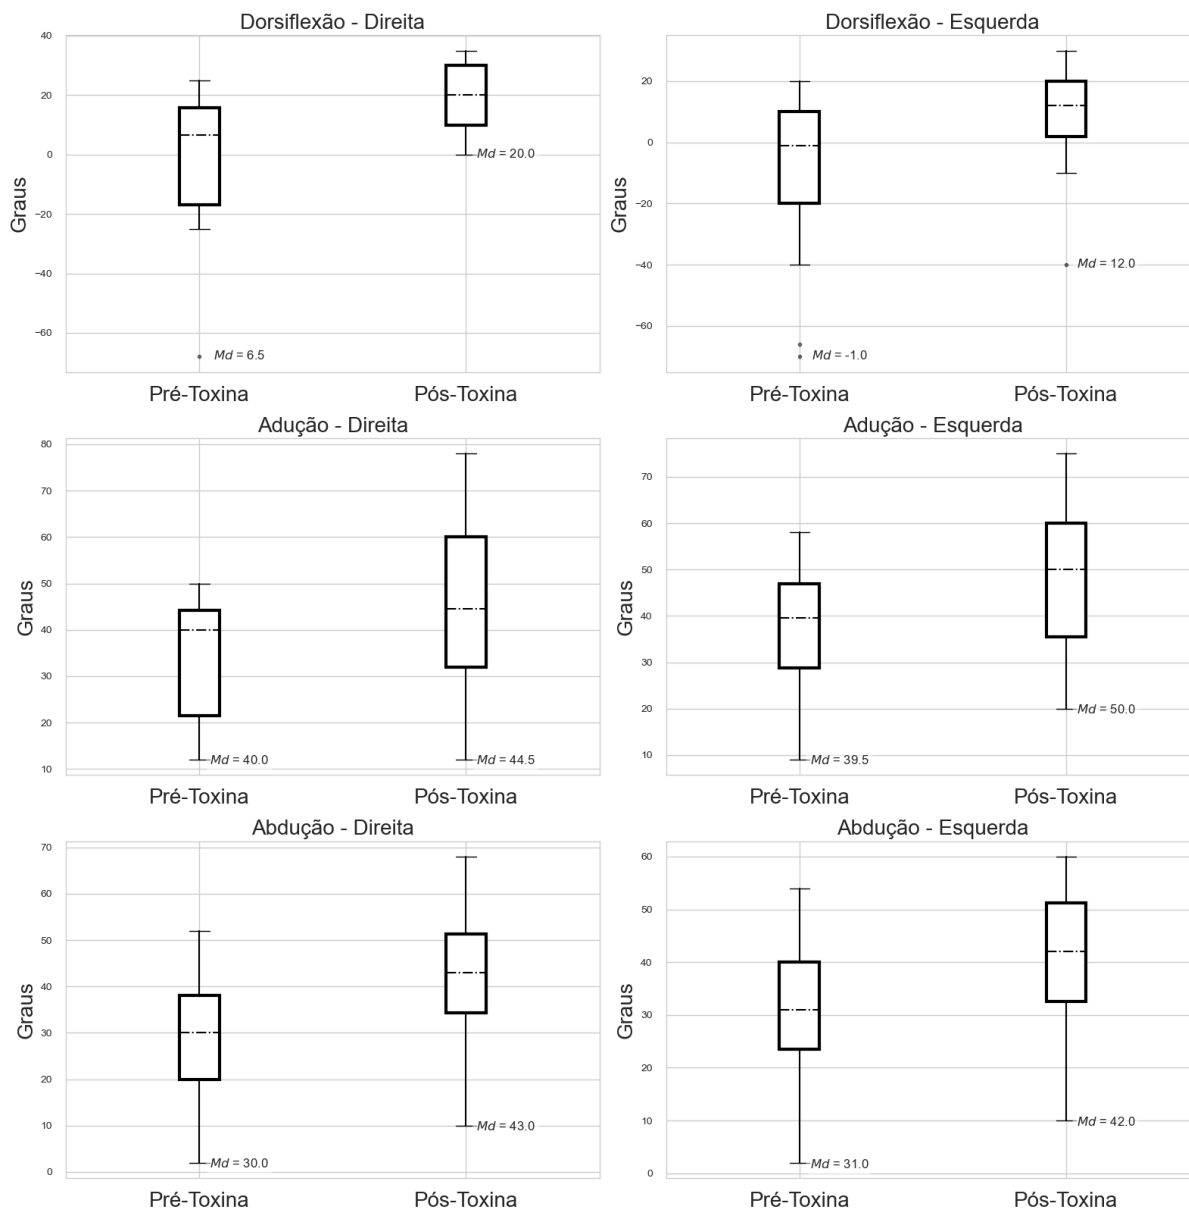 Dorsiflexão - Direita
40
20
0
−20
−40
−60
Graus
Md = 20.0
Md = 6.5
Pré-Toxina
Pós-Toxina
Dorsiflexão - Esquerda
20
0
−20
−40
−60
Graus
Md = 12.0
Md = -1.0
Pré-Toxina
Pós-Toxina
Adução - Direita
80
70
60
50
40
30
20
10
Graus
Md = 40.0
Md = 44.5
Pré-Toxina
Pós-Toxina
Adução - Esquerda
70
60
50
40
30
20
10
Graus
Md = 50.0
Md = 39.5
Pré-Toxina
Pós-Toxina
Abdução - Direita
70
60
50
40
30
20
10
0
Graus
Md = 43.0
Md = 30.0
Pré-Toxina
Pós-Toxina
Abdução - Esquerda
60
50
40
30
20
10
0
Graus
Md = 42.0
Md = 31.0
Pré-Toxina
Pós-Toxina